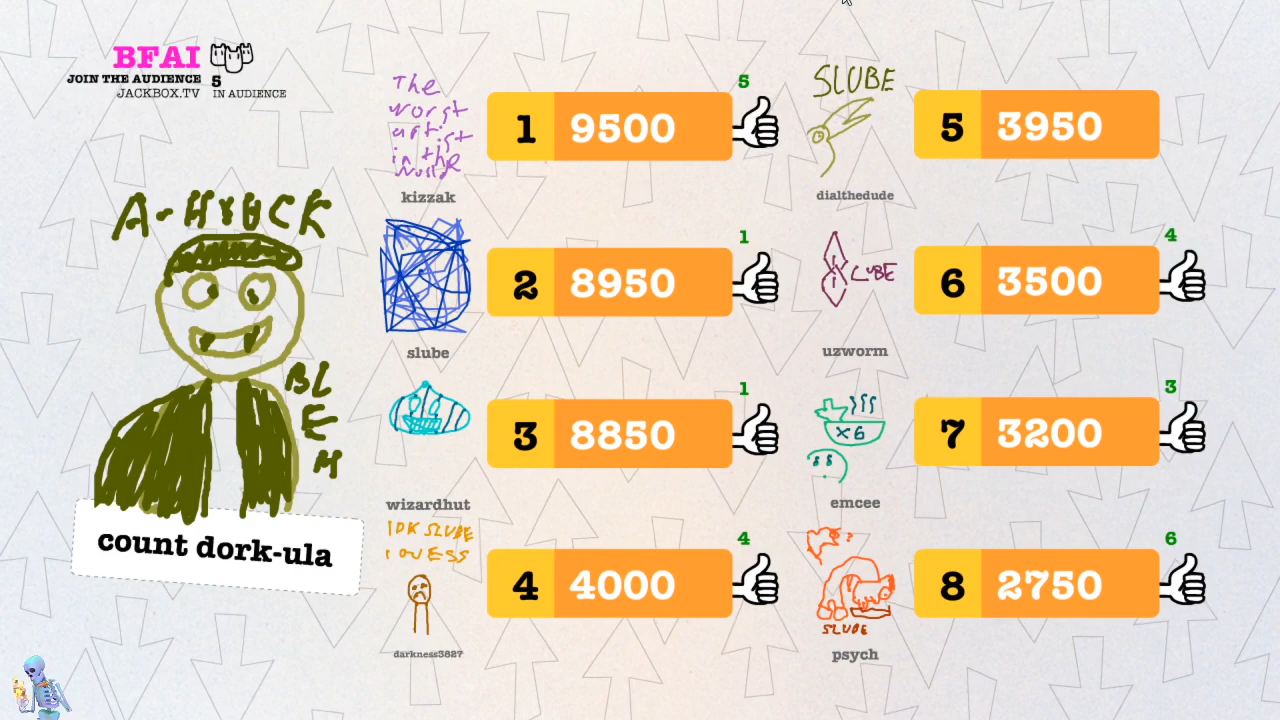 BFAI
JOIN THE AUDIENCE 5
JACKBOX.TV IN AUDIENCE
A-HYUCK
BLEM
count dork-ula
The
worst
artist
in the
world
kizzak
1 9500
5
slube
2 8950
1
wizardhut
3 8850
1
IDK SLUBE
I GUESS
darkness3827
4 4000
4
SLUBE
dialthedude
5 3950
CUBE
uzworm
6 3500
4
x6
emcee
7 3200
3
?
SLUBE
psych
8 2750
6